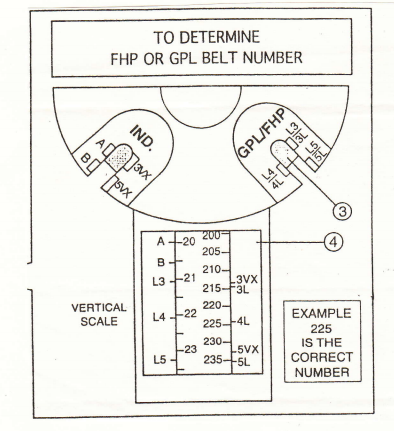 TO DETERMINE
FHP OR GPL BELT NUMBER
IND.
A
B
3VX
5VX
GPL/FHP
L3
3L
L5
5L
L4
4L
3
4
VERTICAL
SCALE
A
B
L3
L4
L5
20
21
22
23
200
205
210
215
220
225
230
235
3VX
3L
4L
5VX
5L
EXAMPLE
225
IS THE
CORRECT
NUMBER